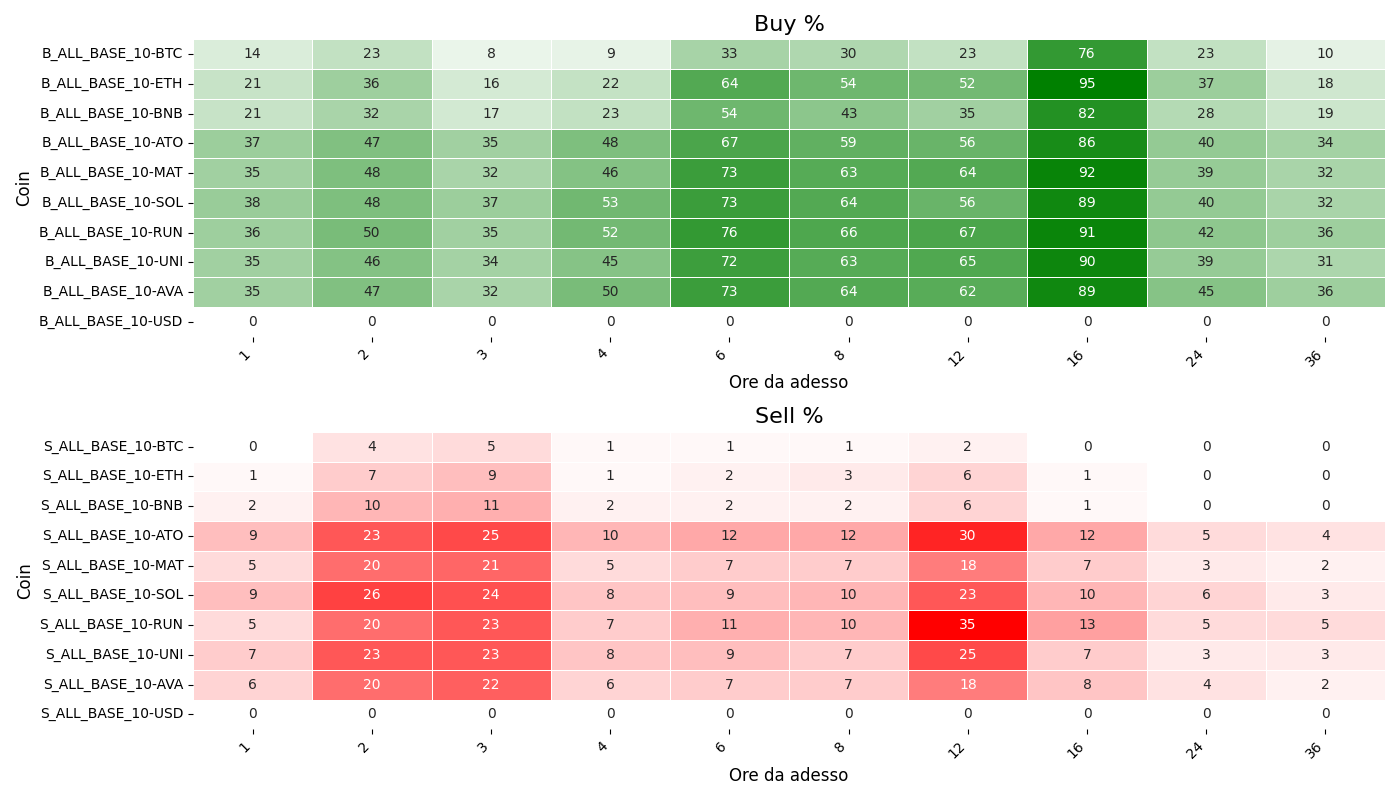 Buy %
Coin
B_ALL_BASE_10-BTC 14 23 8 9 33 30 23 76 23 10
B_ALL_BASE_10-ETH 21 36 16 22 64 54 52 95 37 18
B_ALL_BASE_10-BNB 21 32 17 23 54 43 35 82 28 19
B_ALL_BASE_10-ATO 37 47 35 48 67 59 56 86 40 34
B_ALL_BASE_10-MAT 35 48 32 46 73 63 64 92 39 32
B_ALL_BASE_10-SOL 38 48 37 53 73 64 56 89 40 32
B_ALL_BASE_10-RUN 36 50 35 52 76 66 67 91 42 36
B_ALL_BASE_10-UNI 35 46 34 45 72 63 65 90 39 31
B_ALL_BASE_10-AVA 35 47 32 50 73 64 62 89 45 36
B_ALL_BASE_10-USD 0 0 0 0 0 0 0 0 0 0
1 2 3 4 6 8 12 16 24 36
Ore da adesso
Sell %
Coin
S_ALL_BASE_10-BTC 0 4 5 1 1 1 2 0 0 0
S_ALL_BASE_10-ETH 1 7 9 1 2 3 6 1 0 0
S_ALL_BASE_10-BNB 2 10 11 2 2 2 6 1 0 0
S_ALL_BASE_10-ATO 9 23 25 10 12 12 30 12 5 4
S_ALL_BASE_10-MAT 5 20 21 5 7 7 18 7 3 2
S_ALL_BASE_10-SOL 9 26 24 8 9 10 23 10 6 3
S_ALL_BASE_10-RUN 5 20 23 7 11 10 35 13 5 5
S_ALL_BASE_10-UNI 7 23 23 8 9 7 25 7 3 3
S_ALL_BASE_10-AVA 6 20 22 6 7 7 18 8 4 2
S_ALL_BASE_10-USD 0 0 0 0 0 0 0 0 0 0
1 2 3 4 6 8 12 16 24 36
Ore da adesso